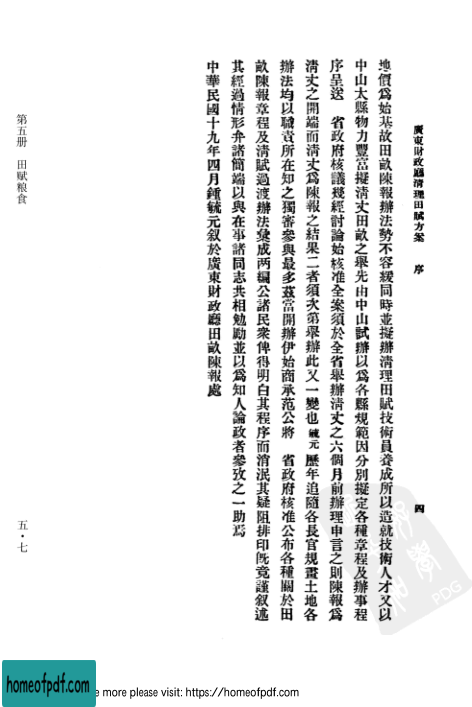 廣東財政廳清理田賦方案 序 四
地價爲始基故田畝陳報辦法勢不容緩同時並擬辦清理田賦技術員養成所以造就技術人才又以
中山大縣物力豐富擬清丈田畝之舉先由中山試辦以爲各縣規範因分別擬定各種章程及辦事程
序呈送 省政府核議幾經討論始核准全案須於全省舉辦清丈之六個月前辦理申言之則陳報爲
清丈之開端而清丈爲陳報之結果二者須次第舉辦此又一變也毓元歷年追隨各長官規畫土地各
辦法均以職責所在知之獨審參與最多茲當開辦伊始商承范公將 省政府核准公布各種關於田
畝陳報章程及清賦過渡辦法彙成兩編公諸民衆俾得明白其程序而消泯其疑阻排印既竟謹叙述
其經過情形弁諸簡端以與在事諸同志共相勉勵並以爲知人論政者參攷之一助焉
中華民國十九年四月鍾毓元叙於廣東財政廳田畝陳報處
第五册 田赋粮食
五·七
PDG
homeofpdf.com
e more please visit: https://homeofpdf.com